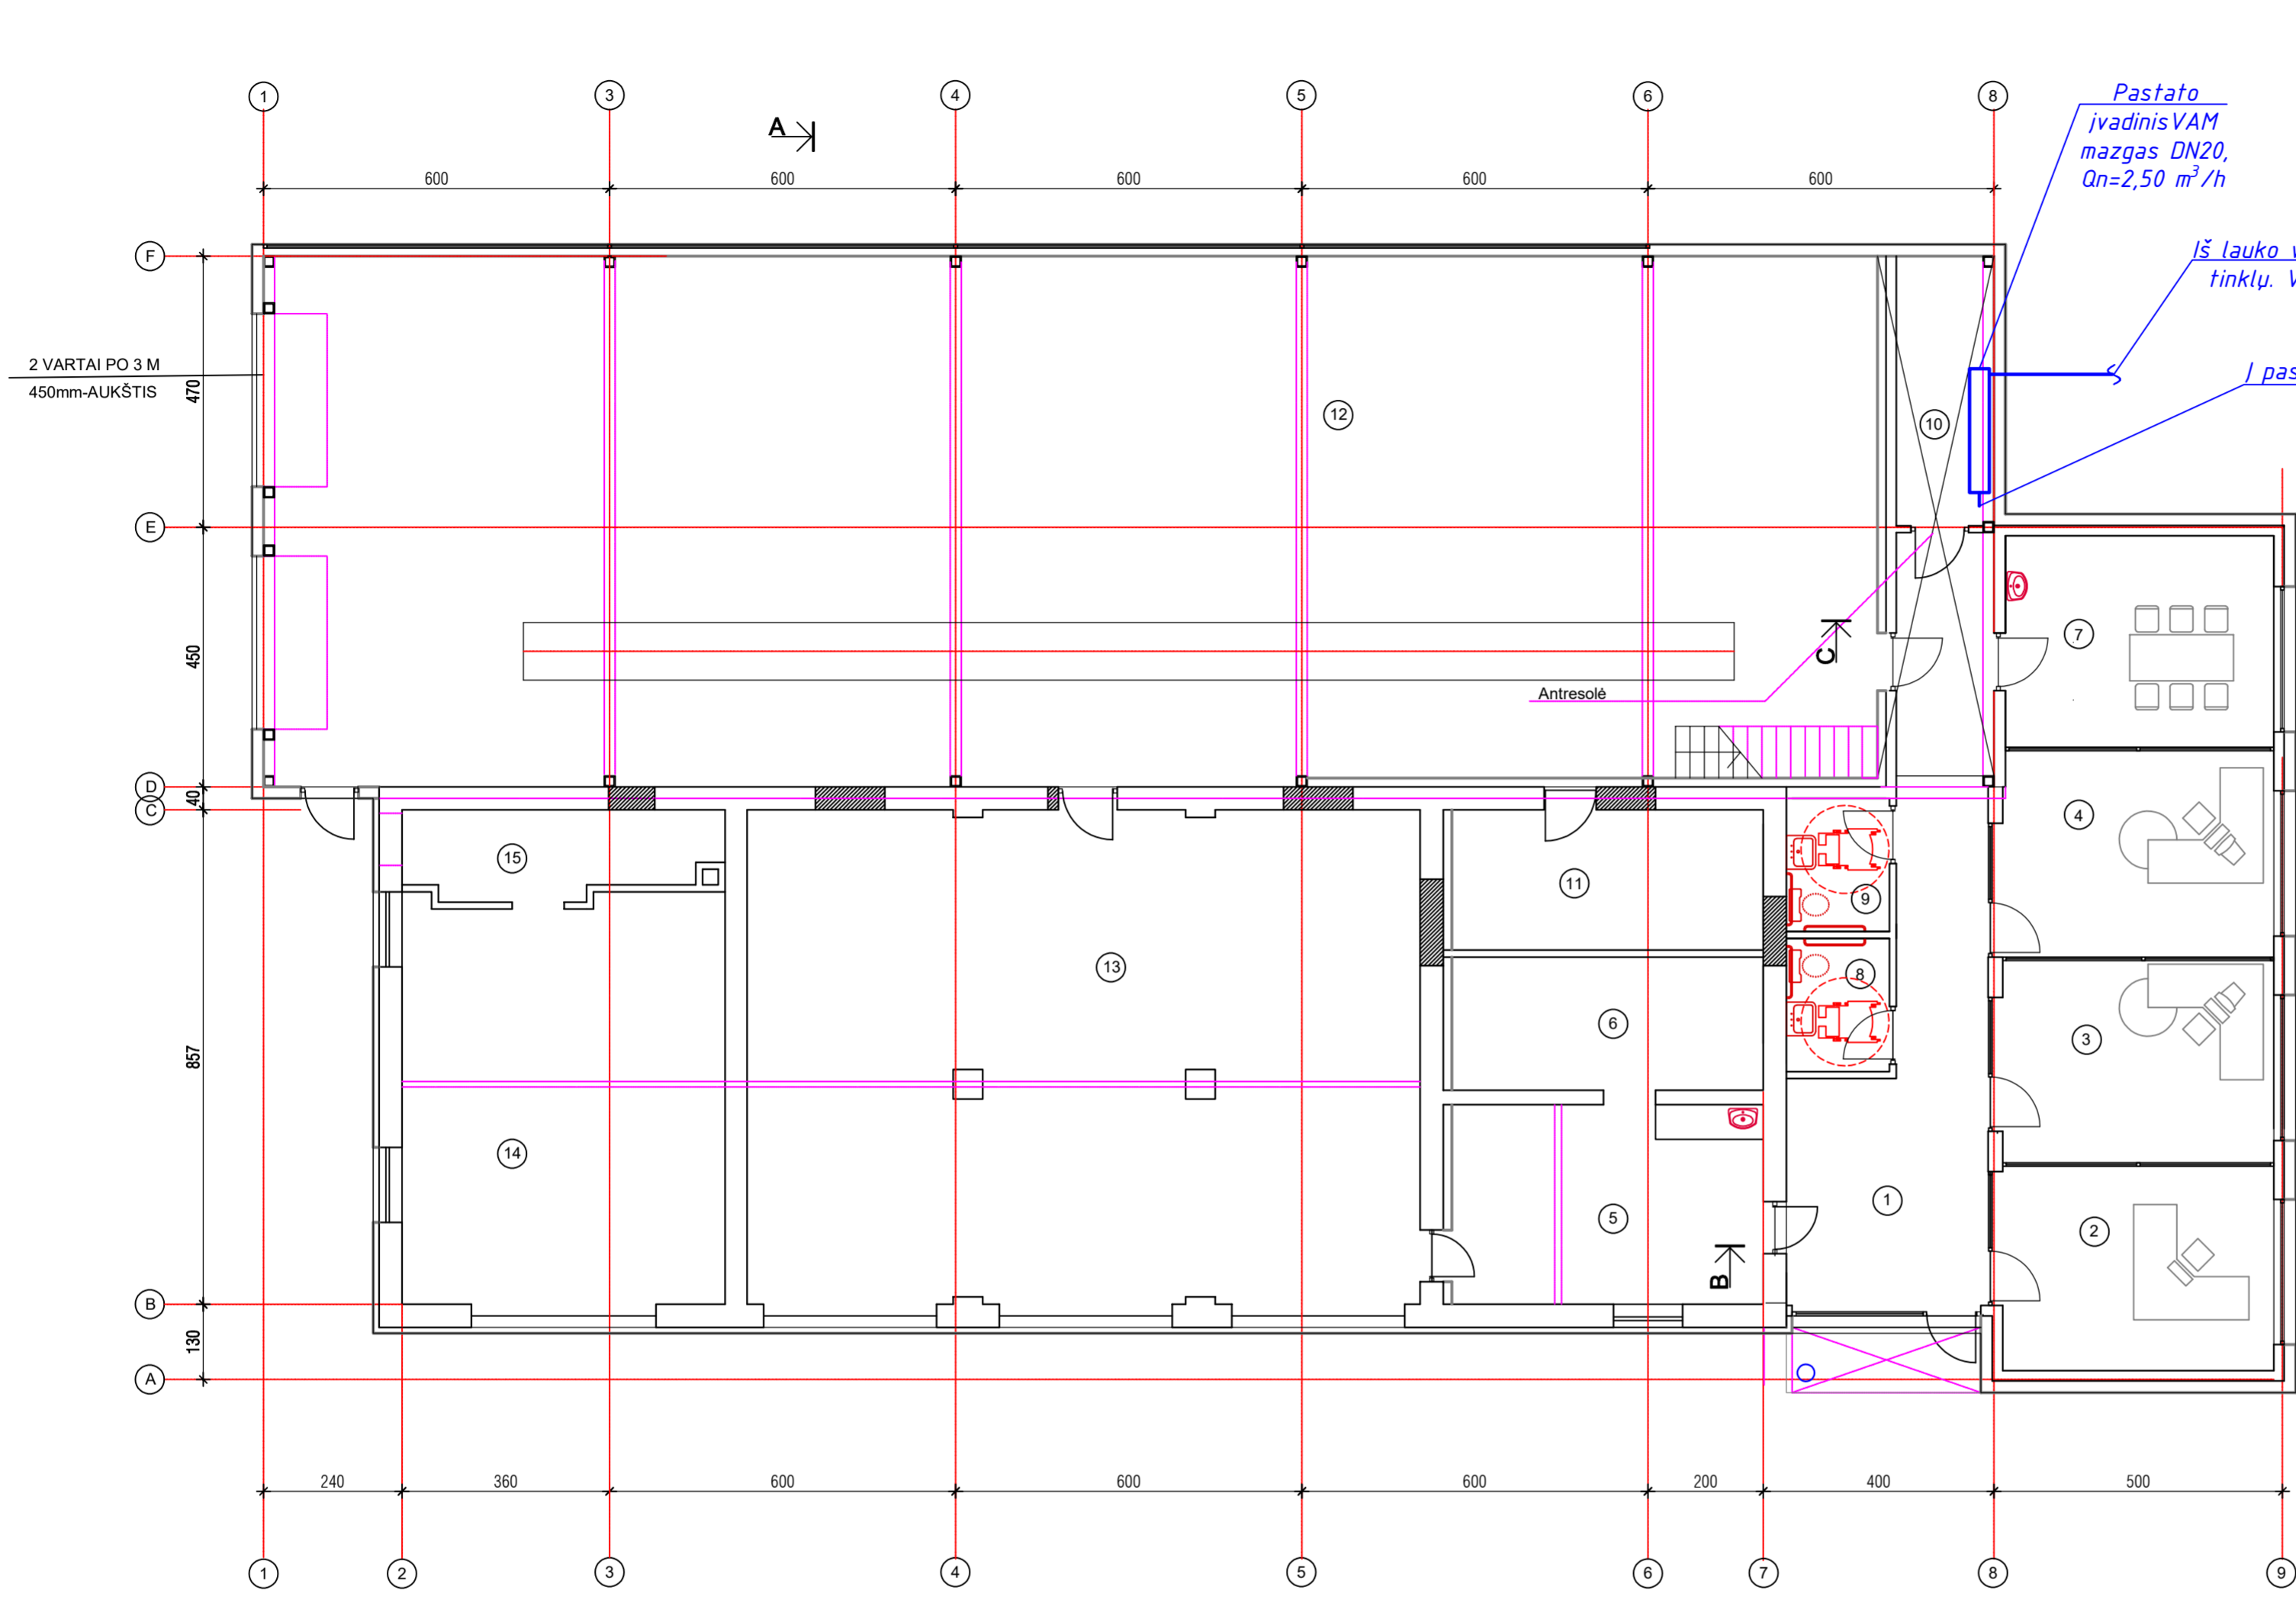 1 3 4 5 6 8
A
600 600 600 600 600
Pastato
įvadinisVAM
mazgas DN20,
Qn=2,50 m³/h
F
Iš lauko
tinklų.
2 VARTAI PO 3 M
450mm-AUKŠTIS
470
12
10
E
7
450
C
Antresolė
D
40
C
4
15
11
9
13
8
6
3
857
14
5
1
2
B
B
130
A
240 360 600 600 600 200 400 500
1 2 3 4 5 6 7 8 9